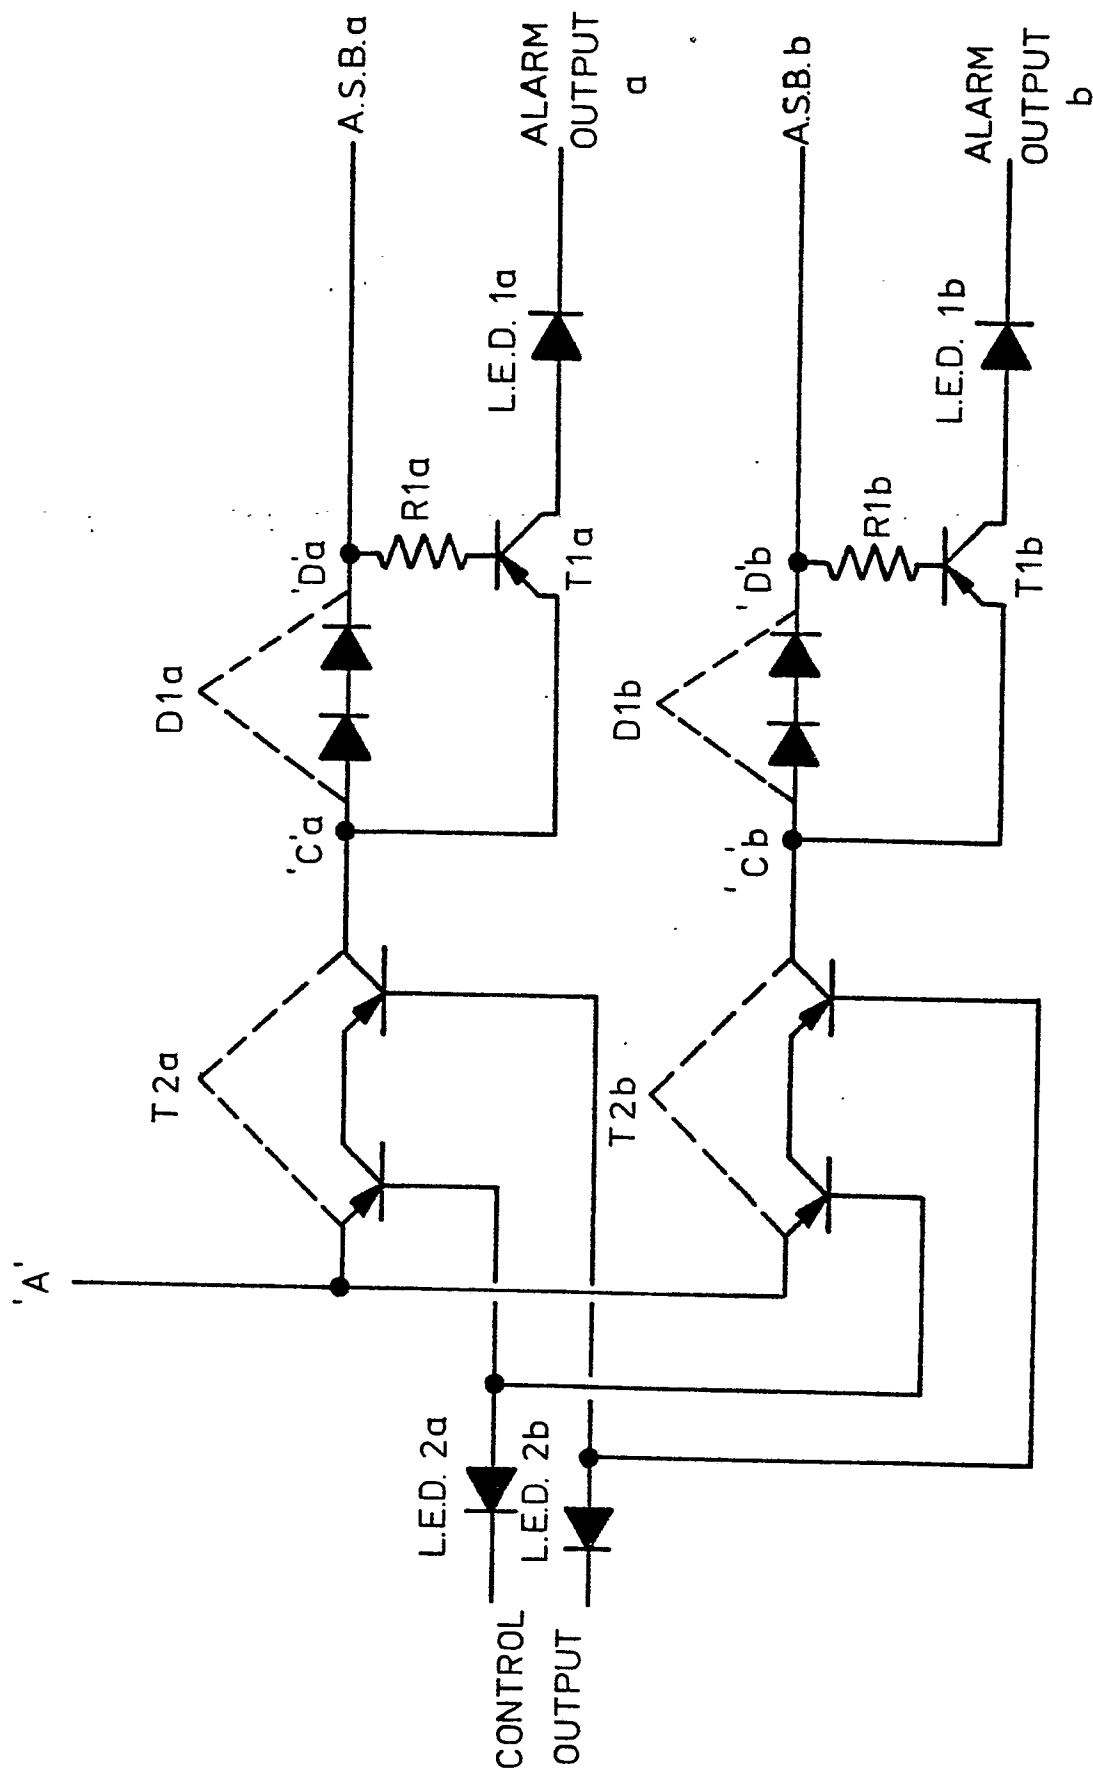 'A'
T2a
'C'a
D1a
'D'a
A.S.B.a
R1a
T1a
L.E.D. 1a
ALARM
OUTPUT
a
L.E.D. 2a
L.E.D. 2b
CONTROL
OUTPUT
T2b
'C'b
D1b
'D'b
A.S.B.b
R1b
T1b
L.E.D. 1b
ALARM
OUTPUT
b